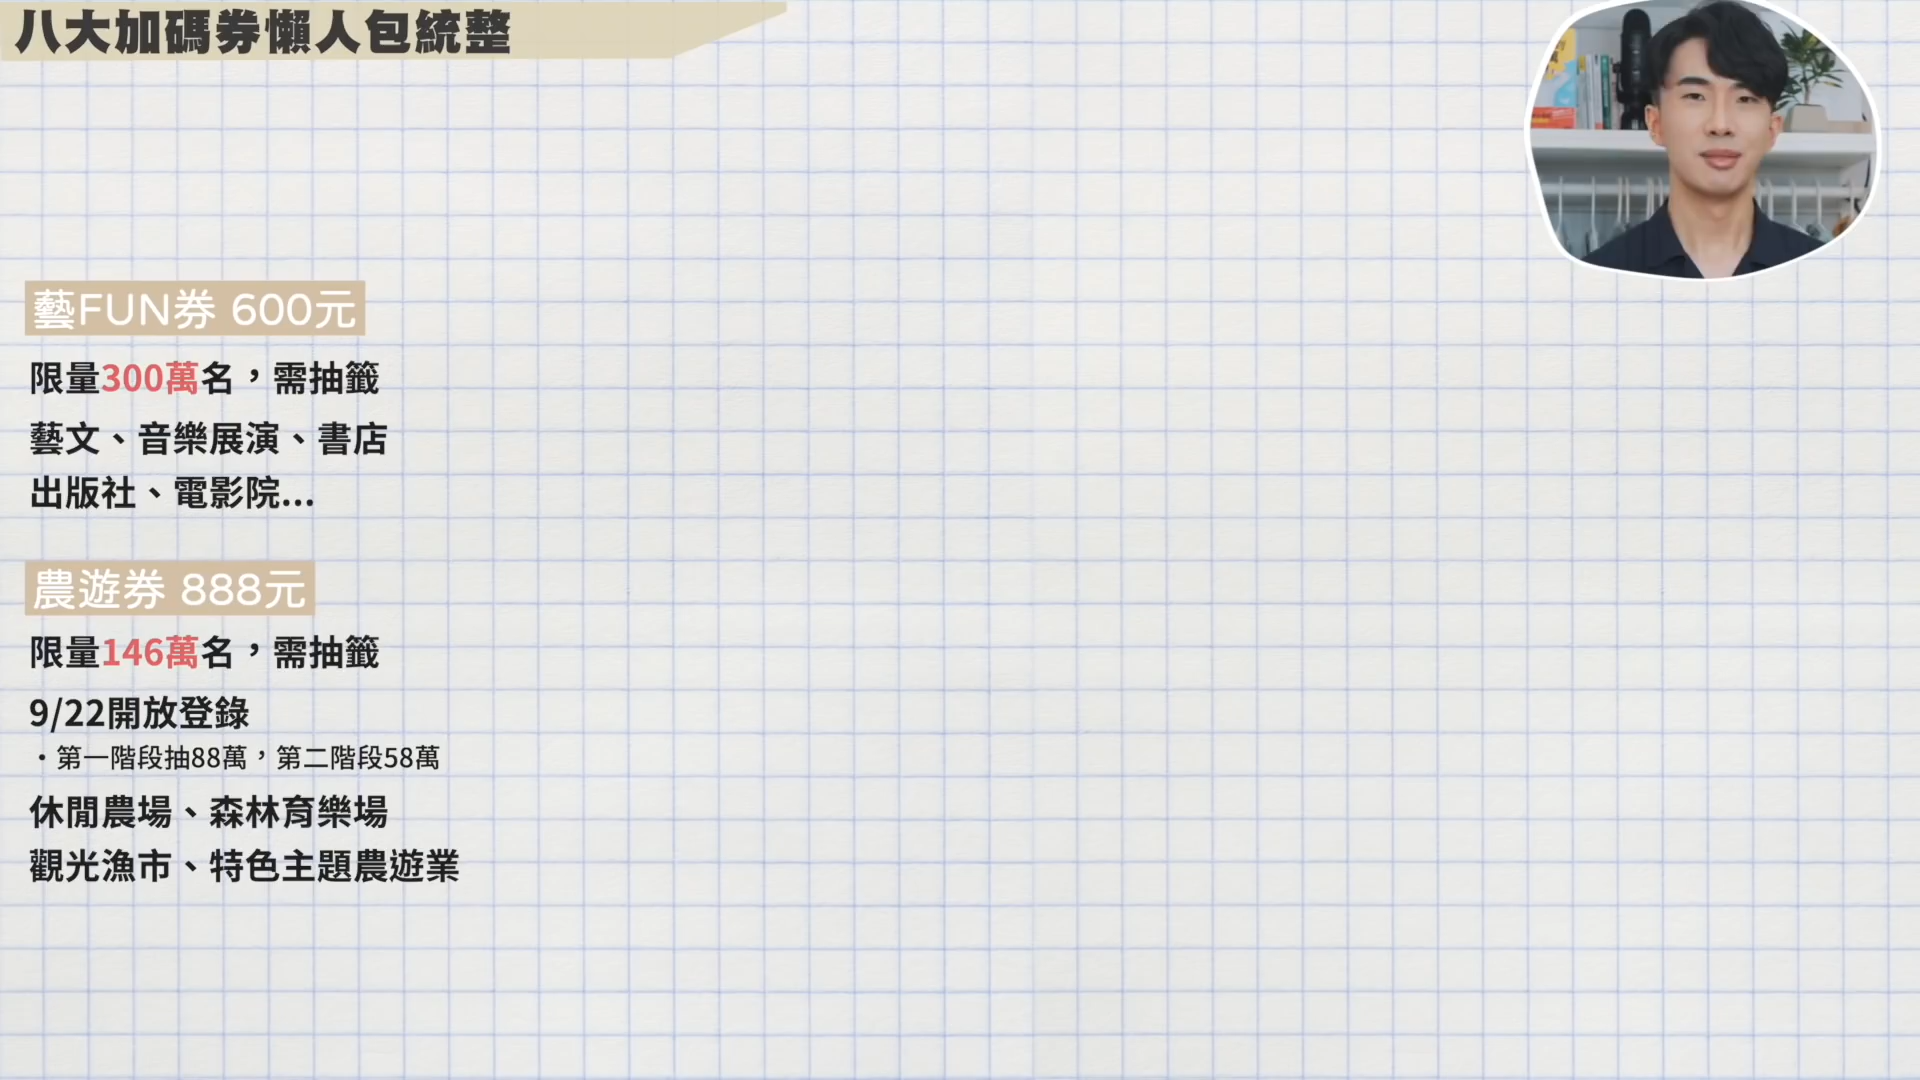 八大加碼券懶人包統整
藝FUN券 600元
限量300萬名，需抽籤
藝文、音樂展演、書店
出版社、電影院...
農遊券 888元
限量146萬名，需抽籤
9/22開放登錄
・第一階段抽88萬，第二階段58萬
休閒農場、森林育樂場
觀光漁市、特色主題農遊業